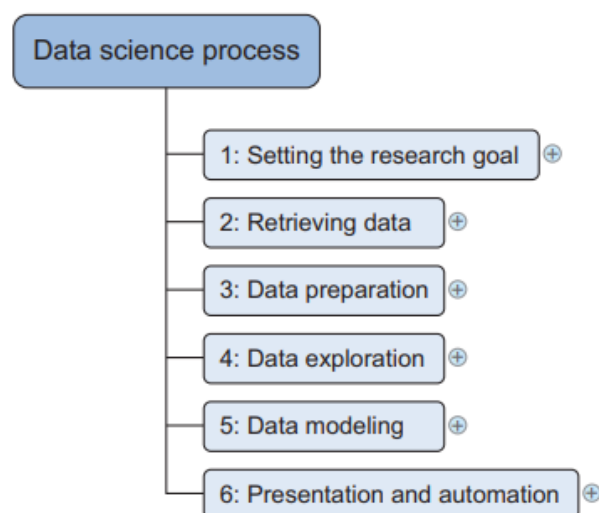 Data science process
1: Setting the research goal
2: Retrieving data
3: Data preparation
4: Data exploration
5: Data modeling
6: Presentation and automation